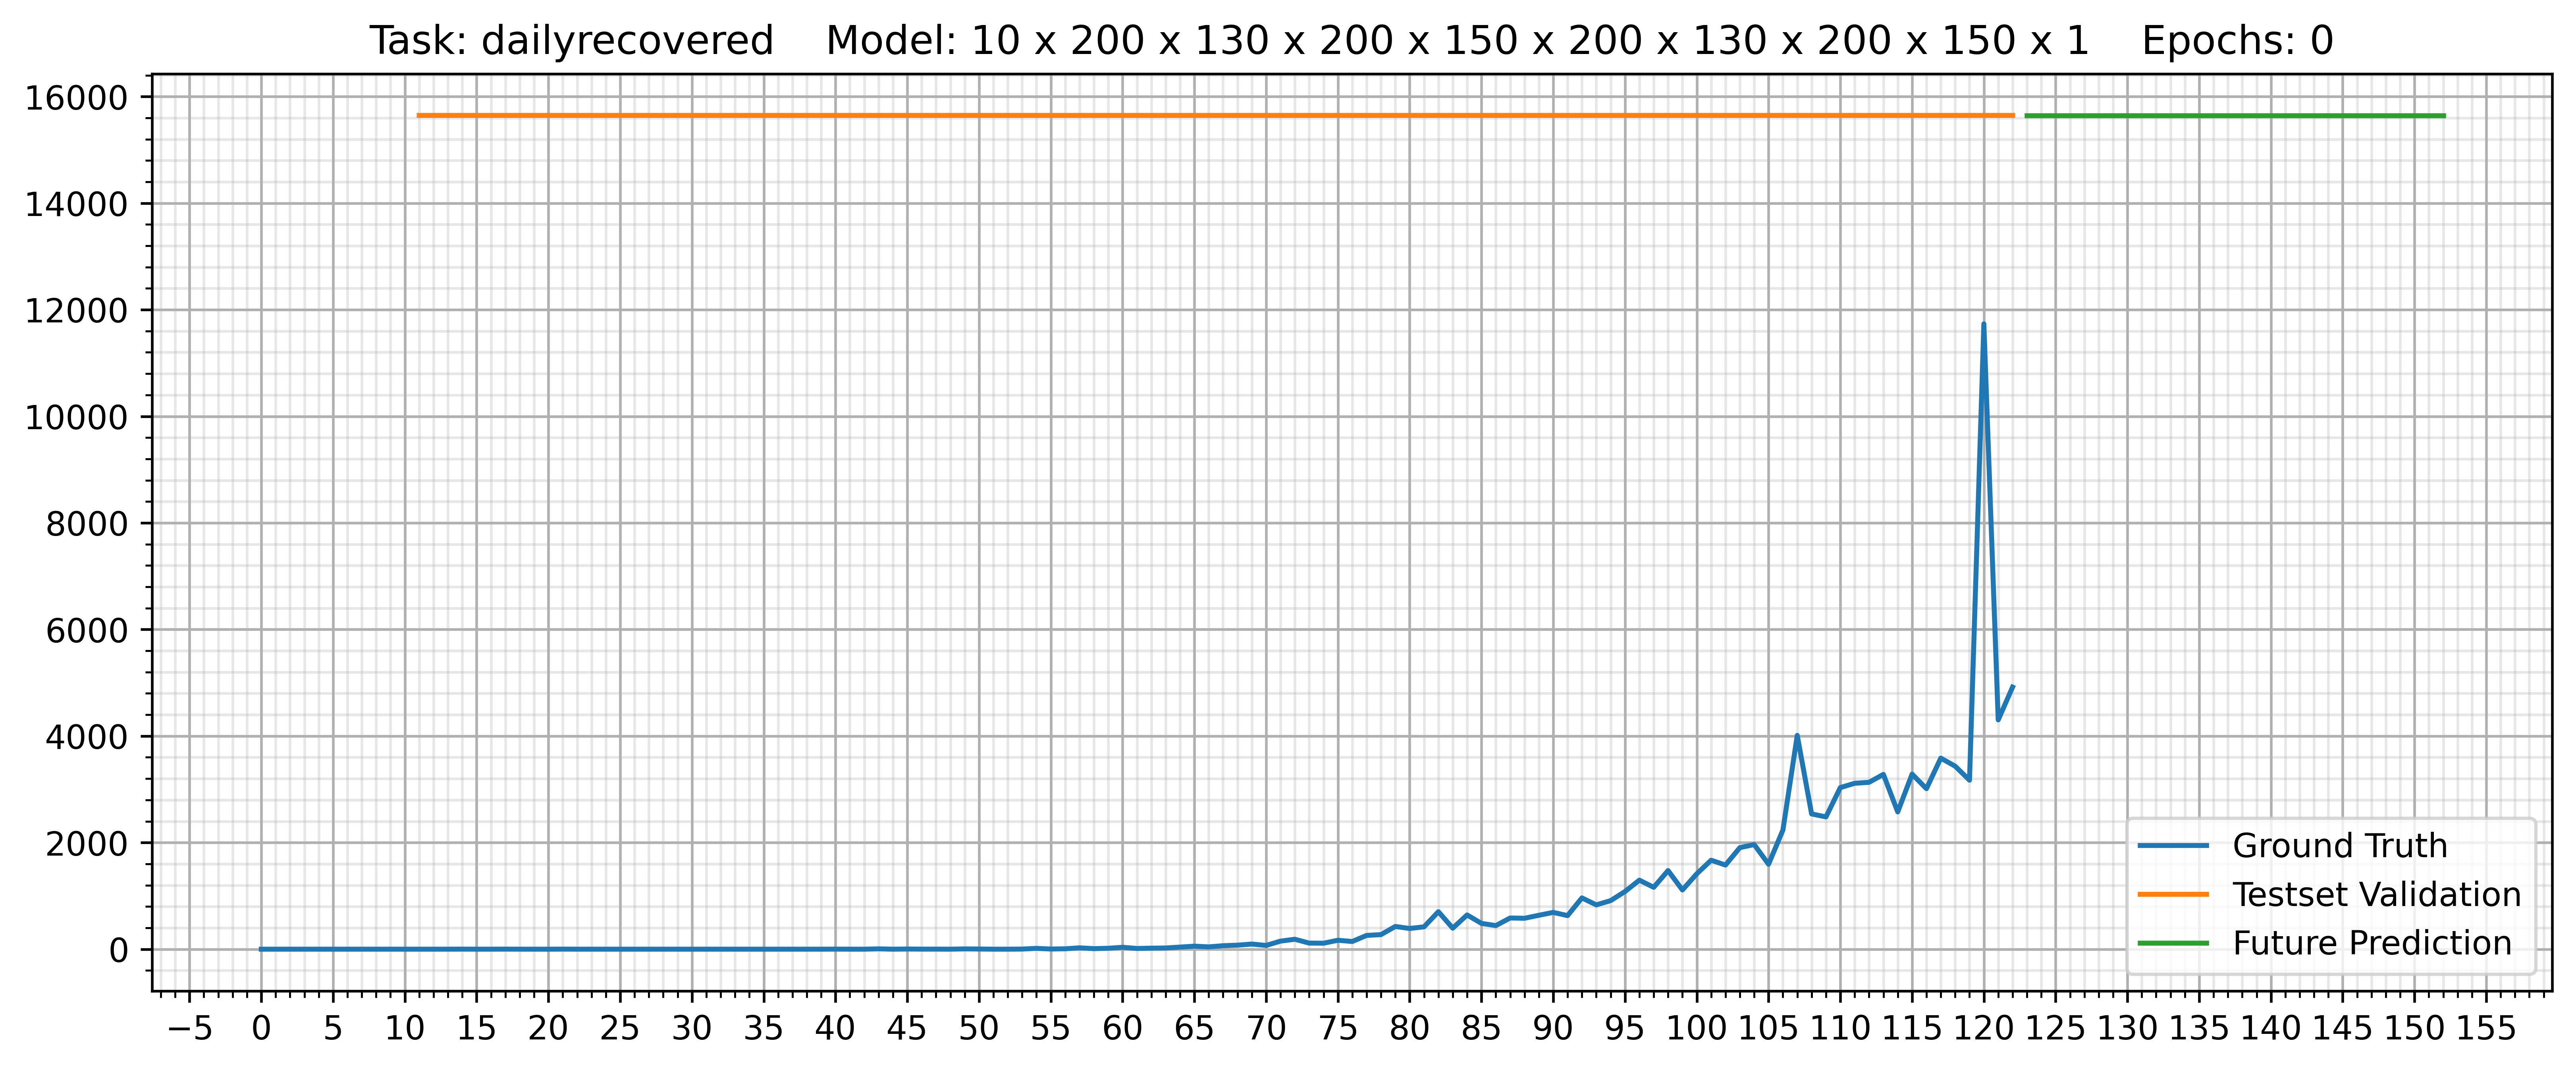 Task: dailyrecovered    Model: 10 x 200 x 130 x 200 x 150 x 200 x 130 x 200 x 150 x 1    Epochs: 0
16000
14000
12000
10000
8000
6000
4000
2000
0
Ground Truth
Testset Validation
Future Prediction
−5 0 5 10 15 20 25 30 35 40 45 50 55 60 65 70 75 80 85 90 95 100 105 110 115 120 125 130 135 140 145 150 155